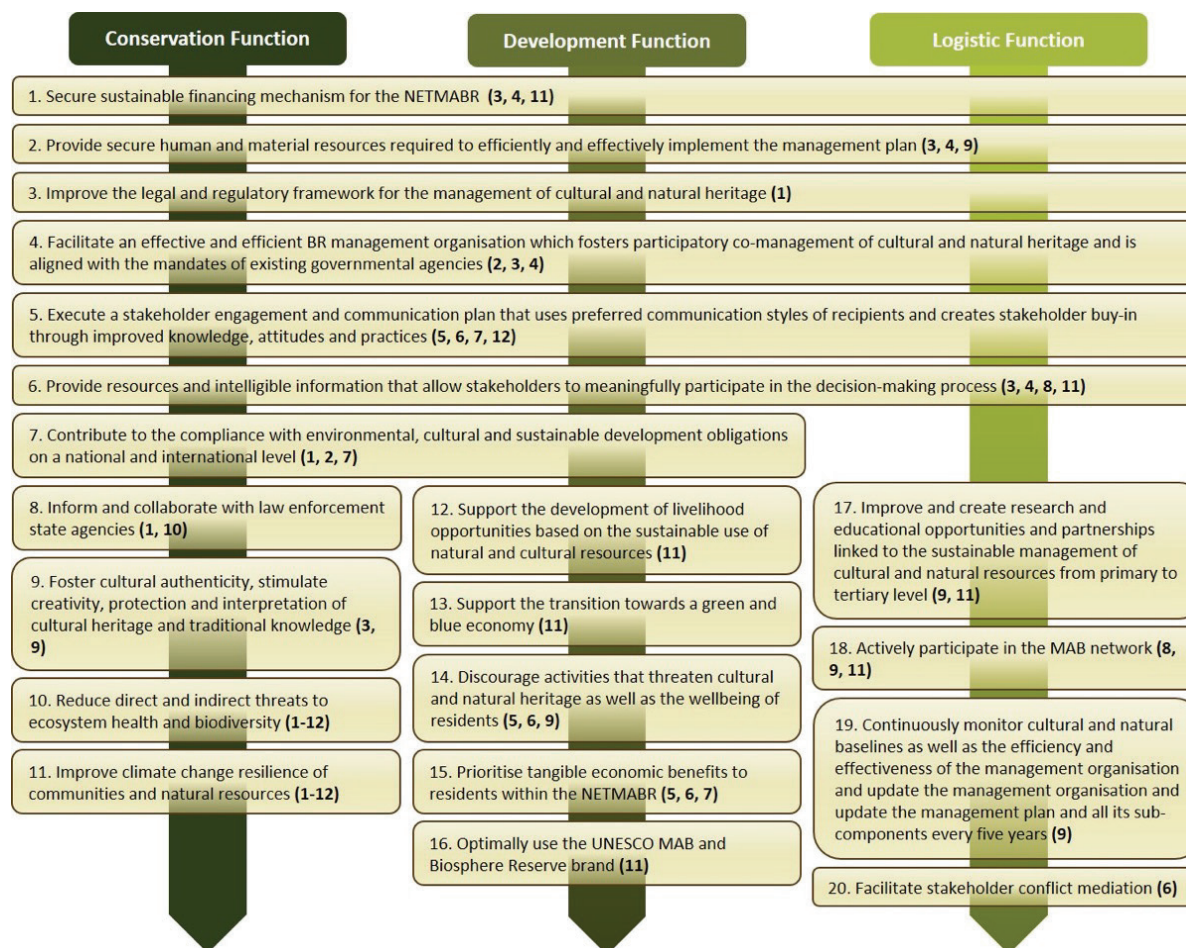 Conservation Function
Development Function
Logistic Function
1. Secure sustainable financing mechanism for the NETMABR (3, 4, 11)
2. Provide secure human and material resources required to efficiently and effectively implement the management plan (3, 4, 9)
3. Improve the legal and regulatory framework for the management of cultural and natural heritage (1)
4. Facilitate an effective and efficient BR management organisation which fosters participatory co-management of cultural and natural heritage and is
aligned with the mandates of existing governmental agencies (2, 3, 4)
5. Execute a stakeholder engagement and communication plan that uses preferred communication styles of recipients and creates stakeholder buy-in
through improved knowledge, attitudes and practices (5, 6, 7, 12)
6. Provide resources and intelligible information that allow stakeholders to meaningfully participate in the decision-making process (3, 4, 8, 11)
7. Contribute to the compliance with environmental, cultural and sustainable development obligations
on a national and international level (1, 2, 7)
8. Inform and collaborate with law enforcement
state agencies (1, 10)
9. Foster cultural authenticity, stimulate
creativity, protection and interpretation of
cultural heritage and traditional knowledge (3,
9)
10. Reduce direct and indirect threats to
ecosystem health and biodiversity (1-12)
11. Improve climate change resilience of
communities and natural resources (1-12)
12. Support the development of livelihood
opportunities based on the sustainable use of
natural and cultural resources (11)
13. Support the transition towards a green and
blue economy (11)
14. Discourage activities that threaten cultural
and natural heritage as well as the wellbeing of
residents (5, 6, 9)
15. Prioritise tangible economic benefits to
residents within the NETMABR (5, 6, 7)
16. Optimally use the UNESCO MAB and
Biosphere Reserve brand (11)
17. Improve and create research and
educational opportunities and partnerships
linked to the sustainable management of
cultural and natural resources from primary to
tertiary level (9, 11)
18. Actively participate in the MAB network (8,
9, 11)
19. Continuously monitor cultural and natural
baselines as well as the efficiency and
effectiveness of the management organisation
and update the management organisation and
update the management plan and all its sub-
components every five years (9)
20. Facilitate stakeholder conflict mediation (6)